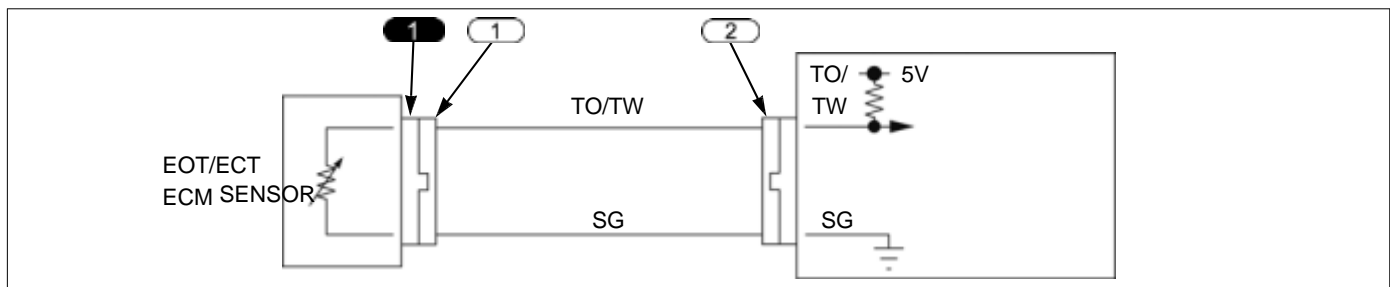 1 1 2
TO/ 5V
TO/TW TW
EOT/ECT
ECM SENSOR
SG SG